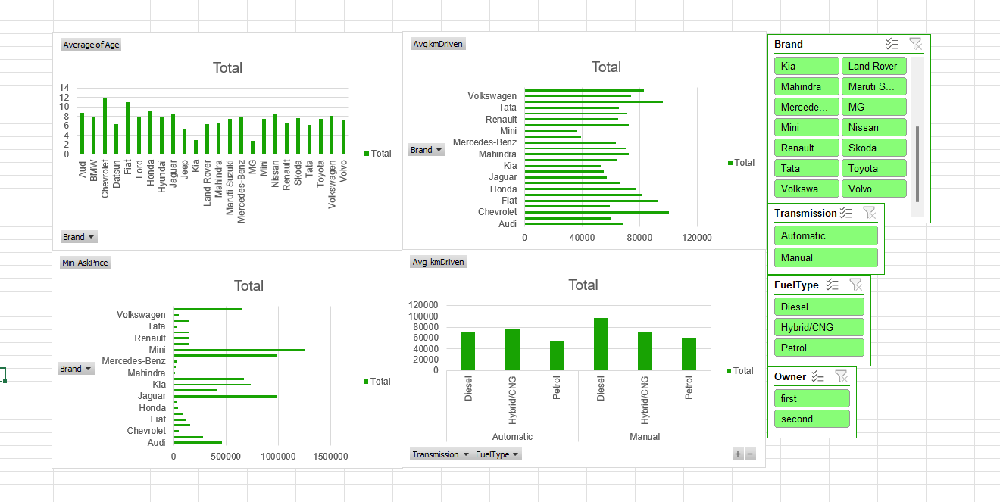 Average of Age
Total
14
12
10
8
6
4
2
0
Audi
BMW
Chevrolet
Datsun
Fiat
Ford
Honda
Hyundai
Jaguar
Jeep
Kia
Land Rover
Mahindra
Maruti Suzuki
Mercedes-Benz
MG
Mini
Nissan
Renault
Skoda
Tata
Toyota
Volkswagen
Volvo
Total
Brand
Avg kmDriven
Total
Volkswagen
Tata
Renault
Mini
Mercedes-Benz
Mahindra
Kia
Jaguar
Honda
Fiat
Chevrolet
Audi
0 40000 80000 120000
Brand
Total
Min AskPrice
Total
Volkswagen
Tata
Renault
Mini
Mercedes-Benz
Mahindra
Kia
Jaguar
Honda
Fiat
Chevrolet
Audi
0 500000 1000000 1500000
Brand
Total
Avg kmDriven
Total
120000
100000
80000
60000
40000
20000
0
Diesel
Hybrid/CNG
Petrol
Diesel
Hybrid/CNG
Petrol
Automatic Manual
Total
Transmission FuelType
+ −
Brand
Kia Land Rover
Mahindra Maruti S...
Mercede... MG
Mini Nissan
Renault Skoda
Tata Toyota
Volkswa... Volvo
Transmission
Automatic
Manual
FuelType
Diesel
Hybrid/CNG
Petrol
Owner
first
second